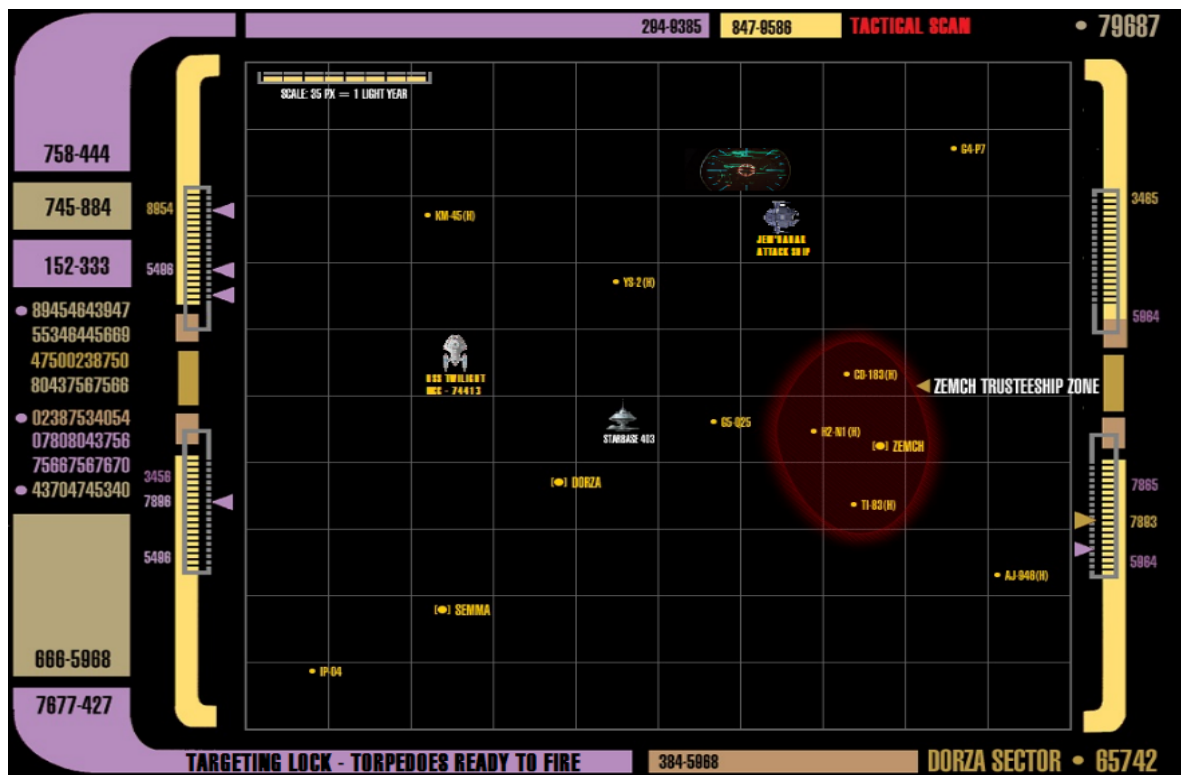 294-9385
847-9586
TACTICAL SCAN
79687
SCALE: 35 PX = 1 LIGHT YEAR
758-444
745-884
152-333
89454643947
55346445669
47500238750
80437567566
02387534054
07808043756
75667567670
43704745340
666-5968
7677-427
8854
5486
3456
7896
5486
G4-P7
KM-45(H)
JEM'HADAR
ATTACK SHIP
YS-2 (H)
USS TWILIGHT
NCC - 74413
CD-183(H)
ZEMCH TRUSTEESHIP ZONE
STARBASE 403
G5-Q25
H2-N1 (H)
ZEMCH
DORZA
TI-83(H)
AJ-948(H)
SEMMA
IP-04
3465
5964
7865
7893
5964
TARGETING LOCK - TORPEDOES READY TO FIRE
384-5968
DORZA SECTOR
65742